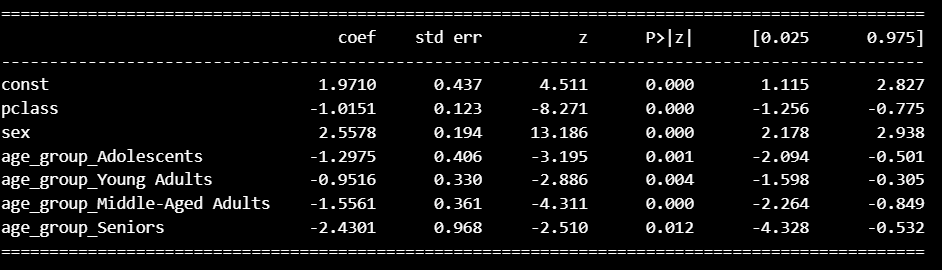 ==============================================================================================
coef std err z P>|z| [0.025 0.975]
----------------------------------------------------------------------------------------------
const 1.9710 0.437 4.511 0.000 1.115 2.827
pclass -1.0151 0.123 -8.271 0.000 -1.256 -0.775
sex 2.5578 0.194 13.186 0.000 2.178 2.938
age_group_Adolescents -1.2975 0.406 -3.195 0.001 -2.094 -0.501
age_group_Young Adults -0.9516 0.330 -2.886 0.004 -1.598 -0.305
age_group_Middle-Aged Adults -1.5561 0.361 -4.311 0.000 -2.264 -0.849
age_group_Seniors -2.4301 0.968 -2.510 0.012 -4.328 -0.532
==============================================================================================